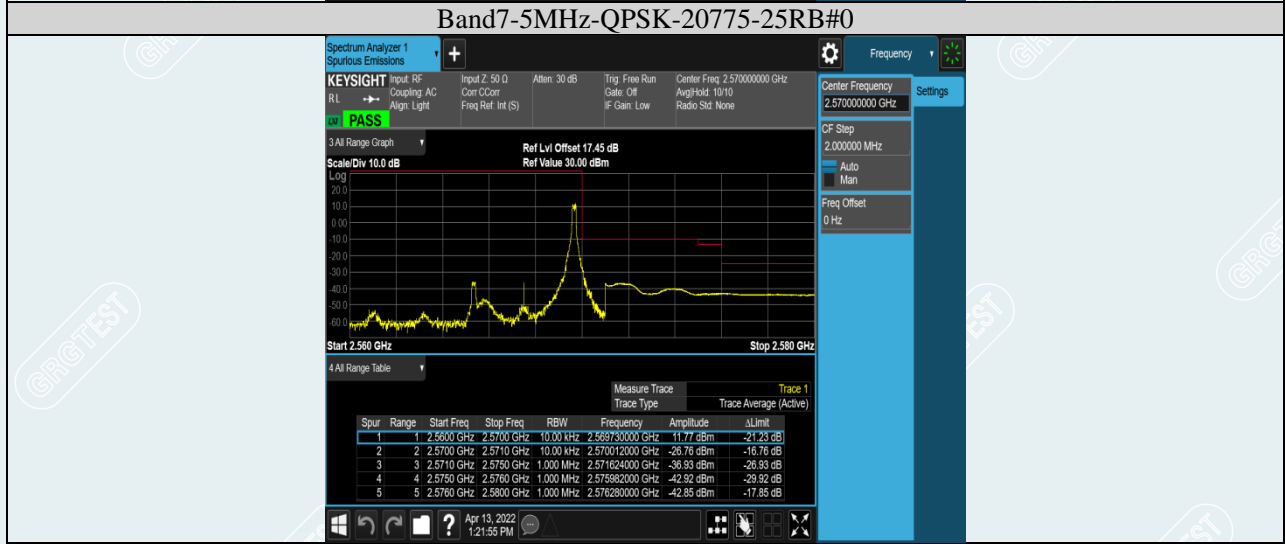 Band7-5MHz-QPSK-20775-25RB#0
Spectrum Analyzer 1
Spurious Emissions
Frequency
KEYSIGHT Input: RF Input Z: 50 Ω Atten: 30 dB Trig: Free Run Center Freq: 2.570000000 GHz
RL Coupling: AC Corr CCorr Gate: Off Avg|Hold: 10/10
Align: Light Freq Ref: Int (S) IF Gain: Low Radio Std: None
PASS
Center Frequency
2.570000000 GHz
Settings
CF Step
2.000000 MHz
Auto
Man
Freq Offset
0 Hz
3 All Range Graph
Ref Lvl Offset 17.45 dB
Scale/Div 10.0 dB Ref Value 30.00 dBm
Log
20.0
10.0
0.00
-10.0
-20.0
-30.0
-40.0
-50.0
-60.0
Start 2.560 GHz Stop 2.580 GHz
4 All Range Table
Measure Trace Trace 1
Trace Type Trace Average (Active)
Spur Range Start Freq Stop Freq RBW Frequency Amplitude ΔLimit
1 1 2.5600 GHz 2.5700 GHz 10.00 kHz 2.569730000 GHz 11.77 dBm -21.23 dB
2 2 2.5700 GHz 2.5710 GHz 10.00 kHz 2.570012000 GHz -26.76 dBm -16.76 dB
3 3 2.5710 GHz 2.5750 GHz 1.000 MHz 2.571624000 GHz -36.93 dBm -26.93 dB
4 4 2.5750 GHz 2.5760 GHz 1.000 MHz 2.575982000 GHz -42.92 dBm -29.92 dB
5 5 2.5760 GHz 2.5800 GHz 1.000 MHz 2.576280000 GHz -42.85 dBm -17.85 dB
Apr 13, 2022
1:21:55 PM
GRGTEST